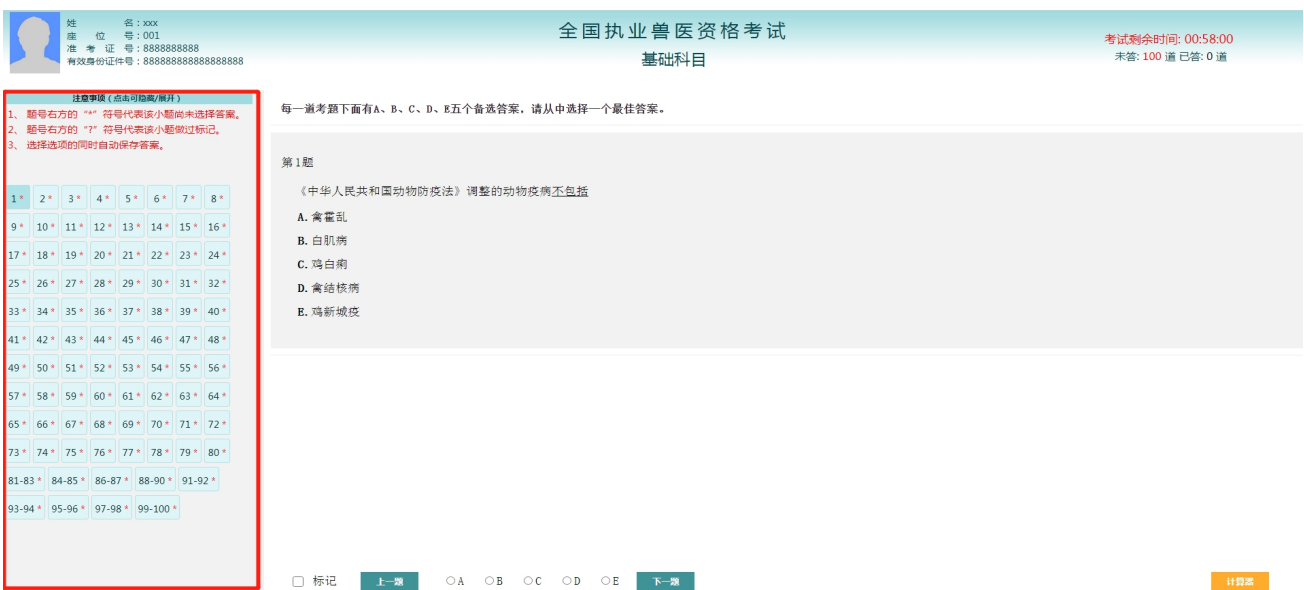 姓 名：xxx
座 位 号：001
准 考 证 号：8888888888
有效身份证件号：888888888888888888
全国执业兽医资格考试
基础科目
考试剩余时间: 00:58:00
未答: 100 道 已答: 0 道
注意事项（点击可隐藏/展开）
1、 题号右方的 "*" 符号代表该小题尚未选择答案。
2、 题号右方的 "?" 符号代表该小题做过标记。
3、 选择选项的同时自动保存答案。
1 * 2 * 3 * 4 * 5 * 6 * 7 * 8 *
9 * 10 * 11 * 12 * 13 * 14 * 15 * 16 *
17 * 18 * 19 * 20 * 21 * 22 * 23 * 24 *
25 * 26 * 27 * 28 * 29 * 30 * 31 * 32 *
33 * 34 * 35 * 36 * 37 * 38 * 39 * 40 *
41 * 42 * 43 * 44 * 45 * 46 * 47 * 48 *
49 * 50 * 51 * 52 * 53 * 54 * 55 * 56 *
57 * 58 * 59 * 60 * 61 * 62 * 63 * 64 *
65 * 66 * 67 * 68 * 69 * 70 * 71 * 72 *
73 * 74 * 75 * 76 * 77 * 78 * 79 * 80 *
81-83 * 84-85 * 86-87 * 88-90 * 91-92 *
93-94 * 95-96 * 97-98 * 99-100 *
每一道考题下面有A、B、C、D、E五个备选答案，请从中选择一个最佳答案。
第1题
《中华人民共和国动物防疫法》调整的动物疫病不包括
A. 禽霍乱
B. 白肌病
C. 鸡白痢
D. 禽结核病
E. 鸡新城疫
标记 上一题 A B C D E 下一题 计算器